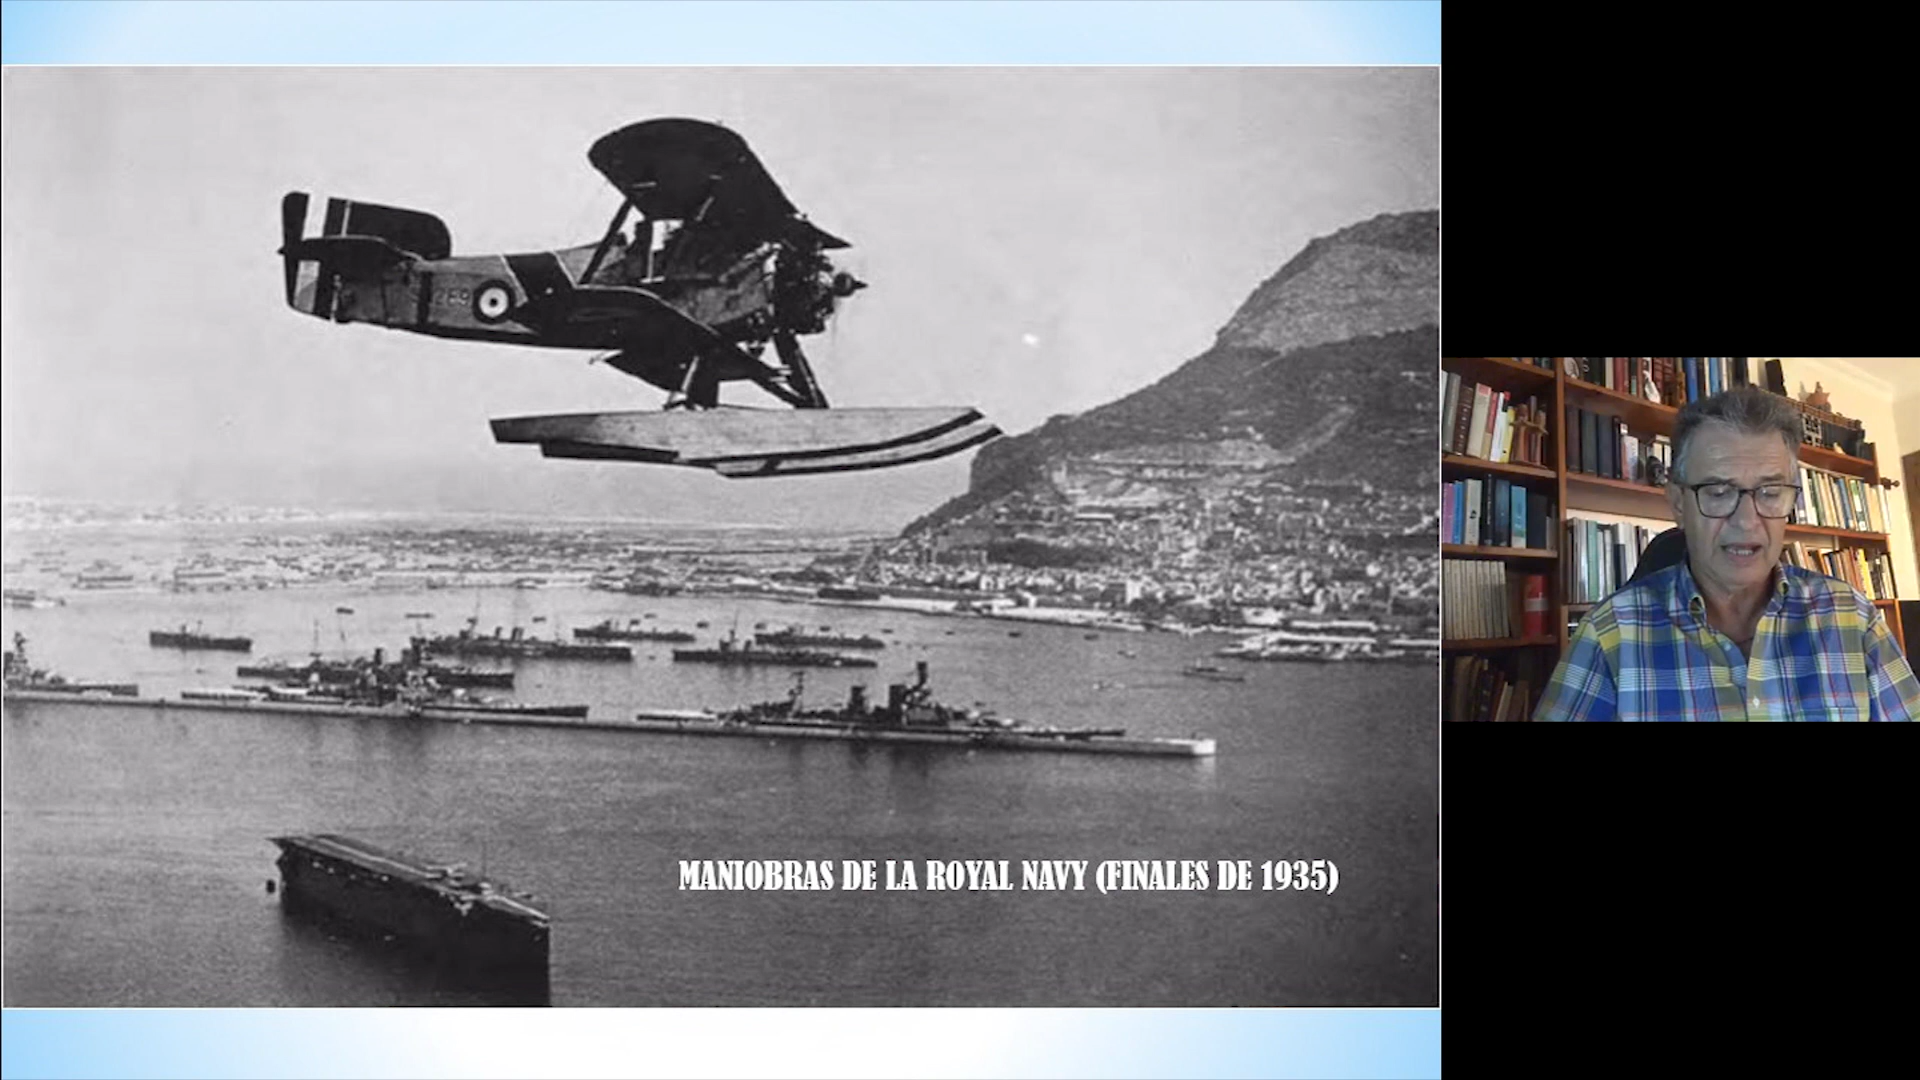 MANIOBRAS DE LA ROYAL NAVY (FINALES DE 1935)